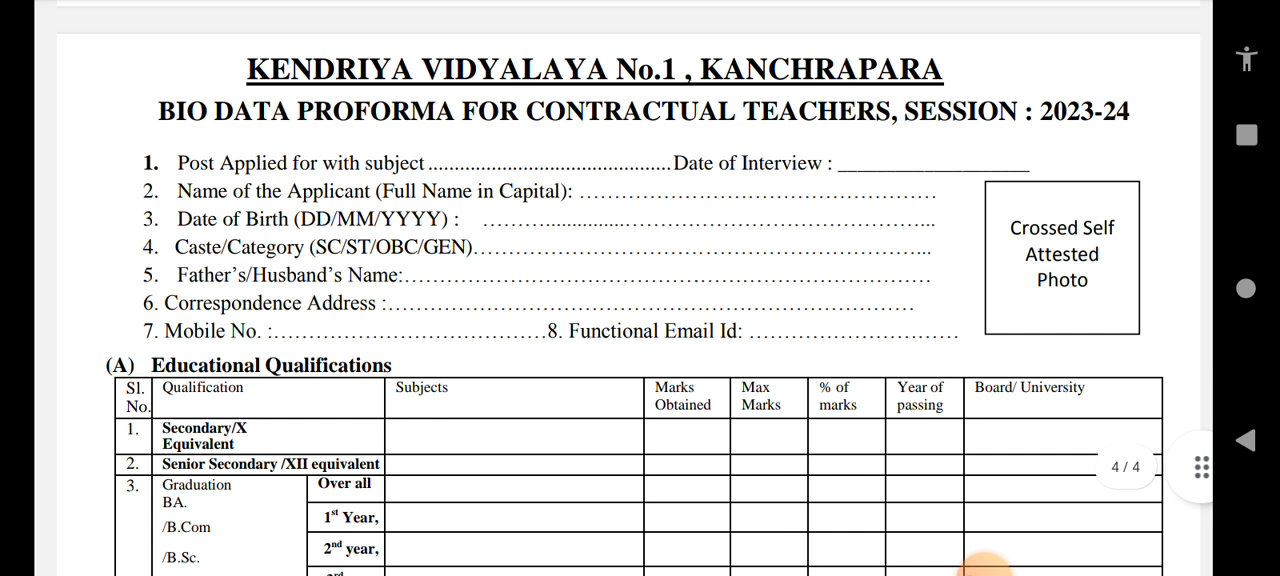 KENDRIYA VIDYALAYA No.1 , KANCHRAPARA
BIO DATA PROFORMA FOR CONTRACTUAL TEACHERS, SESSION : 2023-24
1. Post Applied for with subject..............................................Date of Interview : ____________________
2. Name of the Applicant (Full Name in Capital): ……………………………………………
3. Date of Birth (DD/MM/YYYY) : ………...............……………………………………...
4. Caste/Category (SC/ST/OBC/GEN)………………………………………………………...
5. Father's/Husband's Name:…………………………………………………………………
6. Correspondence Address :…………………………………………………………………
7. Mobile No. :…………………………………8. Functional Email Id: …………………………
Crossed Self
Attested
Photo
(A) Educational Qualifications
Sl. No. Qualification Subjects Marks Obtained Max Marks % of marks Year of passing Board/ University
1. Secondary/X
Equivalent
2. Senior Secondary /XII equivalent
4 / 4
3. Graduation Over all
BA.
1st Year,
/B.Com
2nd year,
/B.Sc.